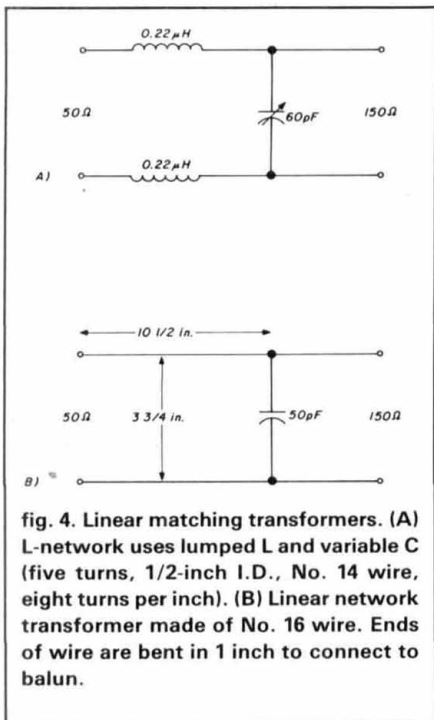 0.22µH
50Ω
60pF
150Ω
A)
0.22µH
10 1/2 in.
50Ω
3 3/4 in.
50pF
150Ω
B)
fig. 4. Linear matching transformers. (A)
L-network uses lumped L and variable C
(five turns, 1/2-inch I.D., No. 14 wire,
eight turns per inch). (B) Linear network
transformer made of No. 16 wire. Ends
of wire are bent in 1 inch to connect to
balun.